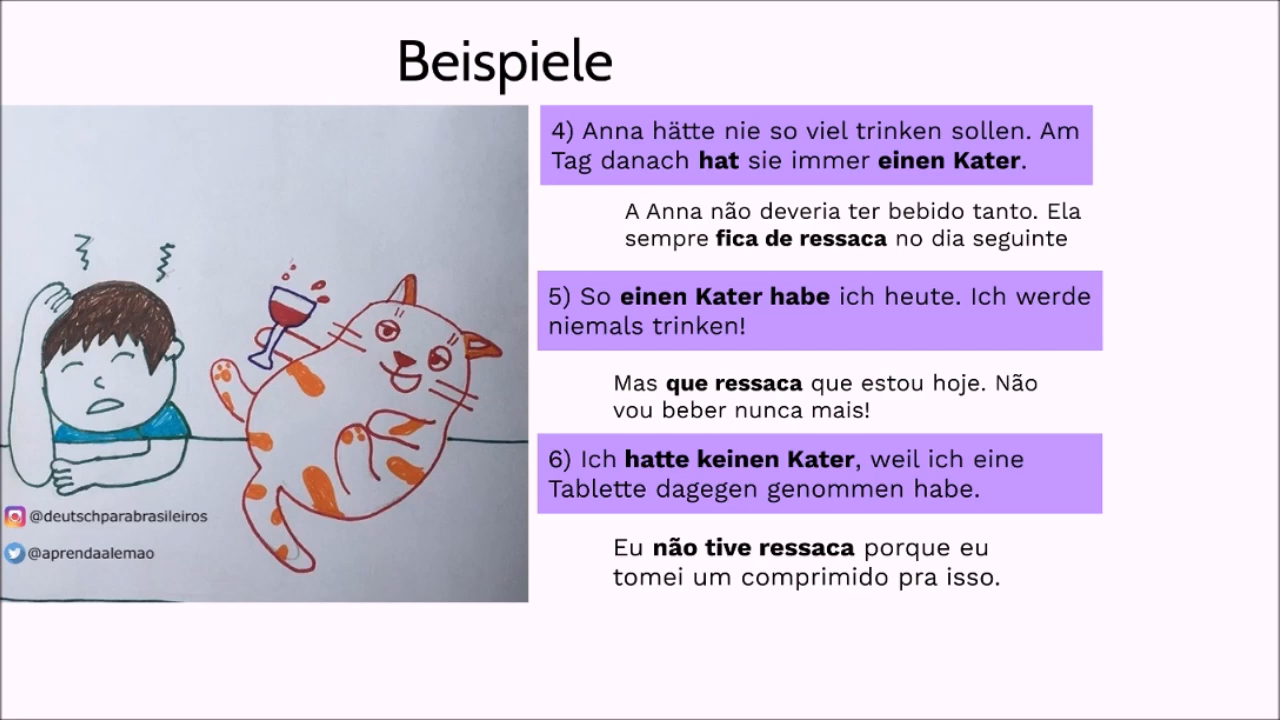 Beispiele
4) Anna hätte nie so viel trinken sollen. Am
Tag danach hat sie immer einen Kater.
A Anna não deveria ter bebido tanto. Ela
sempre fica de ressaca no dia seguinte
5) So einen Kater habe ich heute. Ich werde
niemals trinken!
Mas que ressaca que estou hoje. Não
vou beber nunca mais!
6) Ich hatte keinen Kater, weil ich eine
Tablette dagegen genommen habe.
Eu não tive ressaca porque eu
tomei um comprimido pra isso.
@deutschparabrasileiros
@aprendaalemao